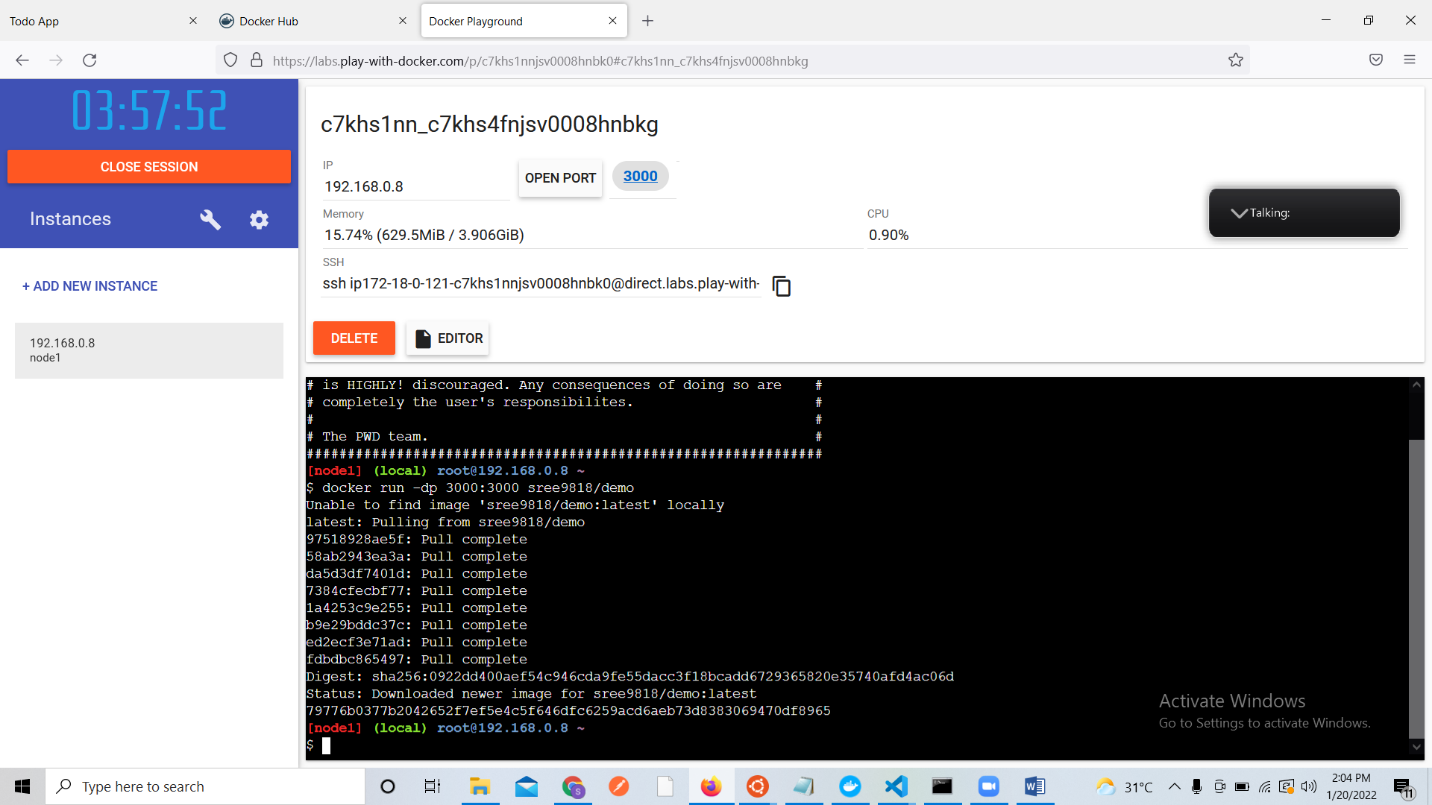 Todo App
Docker Hub
Docker Playground
https://labs.play-with-docker.com/p/c7khs1nnjsv0008hnbk0#c7khs1nn_c7khs4fnjsv0008hnbkg
03:57:52
CLOSE SESSION
Instances
+ ADD NEW INSTANCE
192.168.0.8
node1
c7khs1nn_c7khs4fnjsv0008hnbkg
IP
192.168.0.8
OPEN PORT
3000
Memory
15.74% (629.5MiB / 3.906GiB)
CPU
0.90%
Talking:
SSH
ssh ip172-18-0-121-c7khs1nnjsv0008hnbk0@direct.labs.play-with-
DELETE
EDITOR
# is HIGHLY! discouraged. Any consequences of doing so are #
# completely the user's responsibilites. #
# #
# The PWD team. #
###############################################################
[node1] (local) root@192.168.0.8 ~
$ docker run -dp 3000:3000 sree9818/demo
Unable to find image 'sree9818/demo:latest' locally
latest: Pulling from sree9818/demo
97518928ae5f: Pull complete
58ab2943ea3a: Pull complete
da5d3df7401d: Pull complete
7384cfecbf77: Pull complete
1a4253c9e255: Pull complete
b9e29bddc37c: Pull complete
ed2ecf3e71ad: Pull complete
fdbdbc865497: Pull complete
Digest: sha256:0922dd400aef54c946cda9fe55dacc3f18bcadd6729365820e35740afd4ac06d
Status: Downloaded newer image for sree9818/demo:latest
79776b0377b2042652f7ef5e4c5f646dfc6259acd6aeb73d8383069470df8965
[node1] (local) root@192.168.0.8 ~
$
Activate Windows
Go to Settings to activate Windows.
Type here to search
31°C
2:04 PM
1/20/2022
11